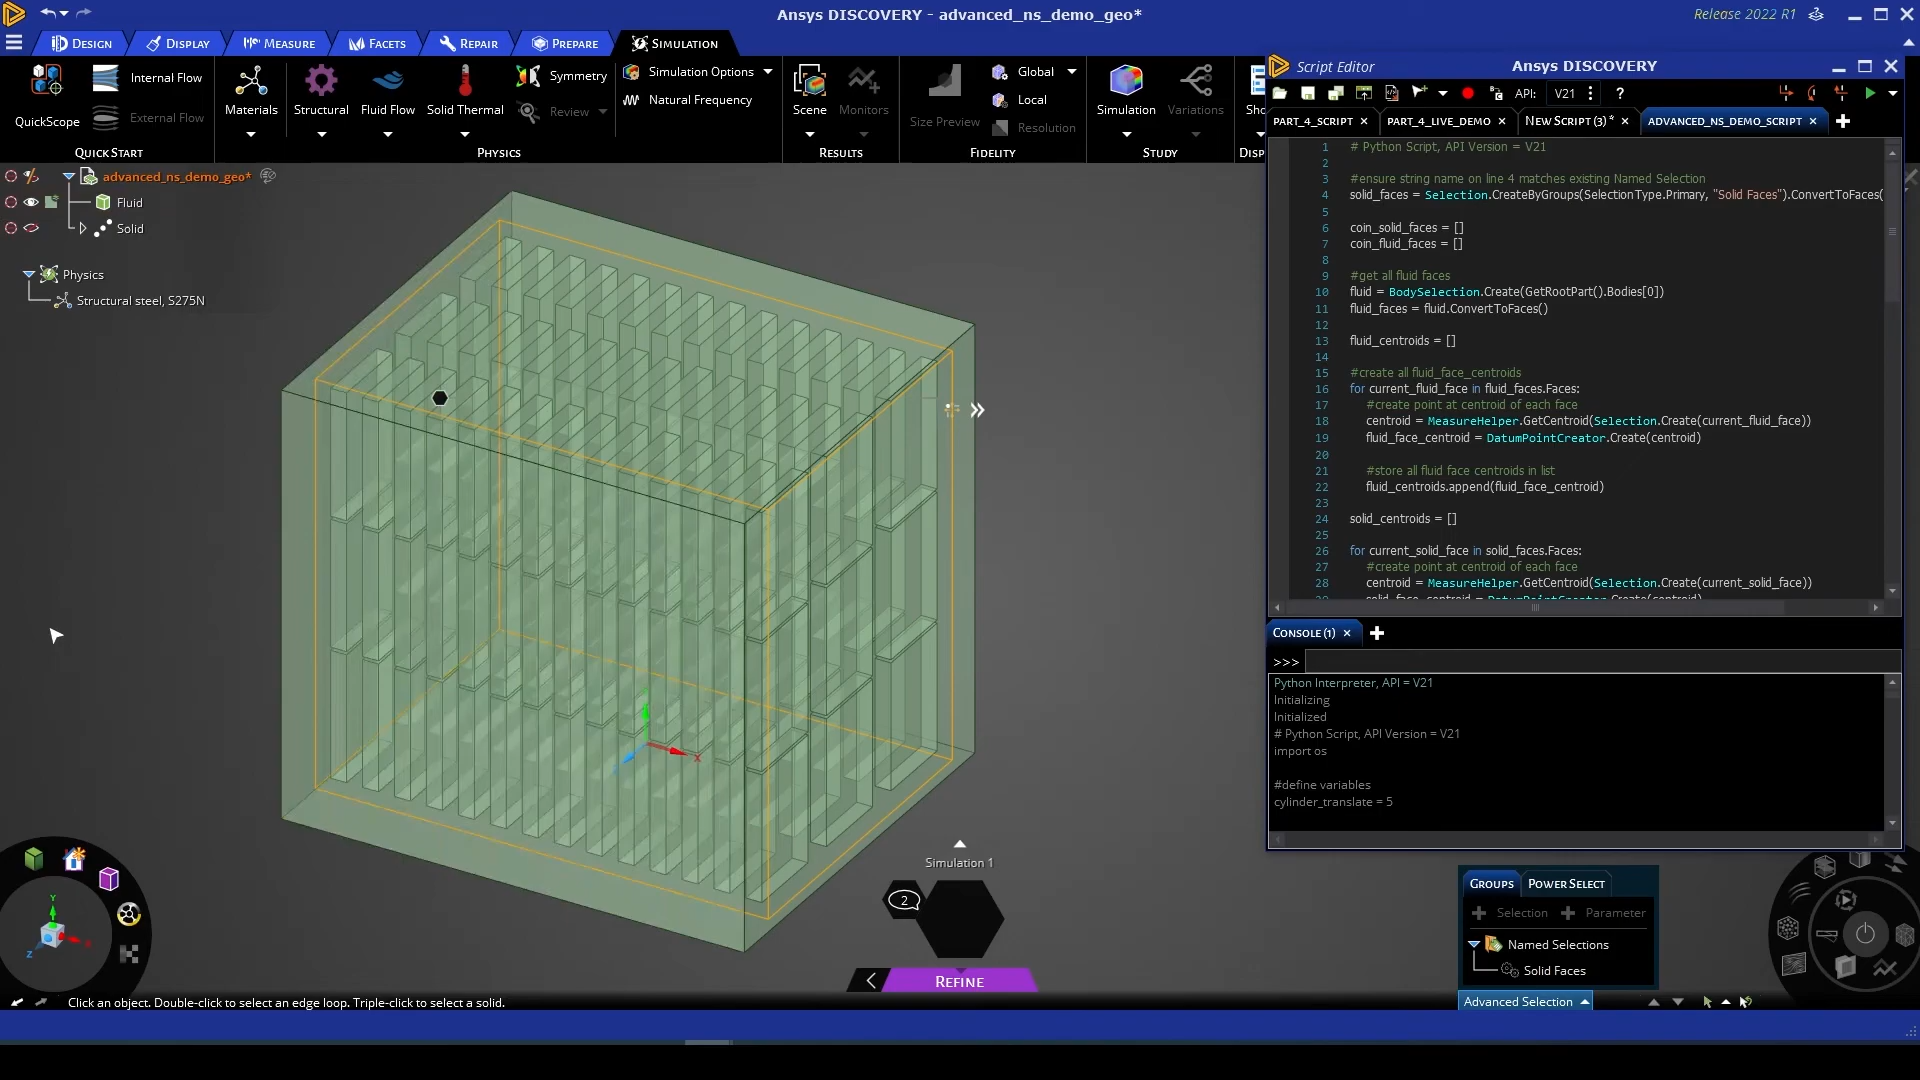 Ansys DISCOVERY - advanced_ns_demo_geo*
Release 2022 R1
DESIGN
DISPLAY
MEASURE
FACETS
REPAIR
PREPARE
SIMULATION
QuickScope
Internal Flow
External Flow
QUICK START
Materials
Structural
Fluid Flow
Solid Thermal
Symmetry
Review
PHYSICS
Simulation Options
Natural Frequency
Scene
Monitors
RESULTS
Size Preview
Global
Local
Resolution
FIDELITY
Simulation
Variations
STUDY
advanced_ns_demo_geo*
Fluid
Solid
Physics
Structural steel, S275N
x
Simulation 1
2
REFINE
Y
Z
Click an object. Double-click to select an edge loop. Triple-click to select a solid.
Script Editor
Ansys DISCOVERY
API: V21
?
PART_4_SCRIPT
PART_4_LIVE_DEMO
NEW SCRIPT (3) *
ADVANCED_NS_DEMO_SCRIPT
1 # Python Script, API Version = V21
2
3 #ensure string name on line 4 matches existing Named Selection
4 solid_faces = Selection.CreateByGroups(SelectionType.Primary, "Solid Faces").ConvertToFaces(
5
6 coin_solid_faces = []
7 coin_fluid_faces = []
8
9 #get all fluid faces
10 fluid = BodySelection.Create(GetRootPart().Bodies[0])
11 fluid_faces = fluid.ConvertToFaces()
12
13 fluid_centroids = []
14
15 #create all fluid_face_centroids
16 for current_fluid_face in fluid_faces.Faces:
17 #create point at centroid of each face
18 centroid = MeasureHelper.GetCentroid(Selection.Create(current_fluid_face))
19 fluid_face_centroid = DatumPointCreator.Create(centroid)
20
21 #store all fluid face centroids in list
22 fluid_centroids.append(fluid_face_centroid)
23
24 solid_centroids = []
25
26 for current_solid_face in solid_faces.Faces:
27 #create point at centroid of each face
28 centroid = MeasureHelper.GetCentroid(Selection.Create(current_solid_face))
CONSOLE (1)
>>>
Python Interpreter, API = V21
Initializing
Initialized
# Python Script, API Version = V21
import os
#define variables
cylinder_translate = 5
GROUPS
POWER SELECT
Selection
Parameter
Named Selections
Solid Faces
Advanced Selection